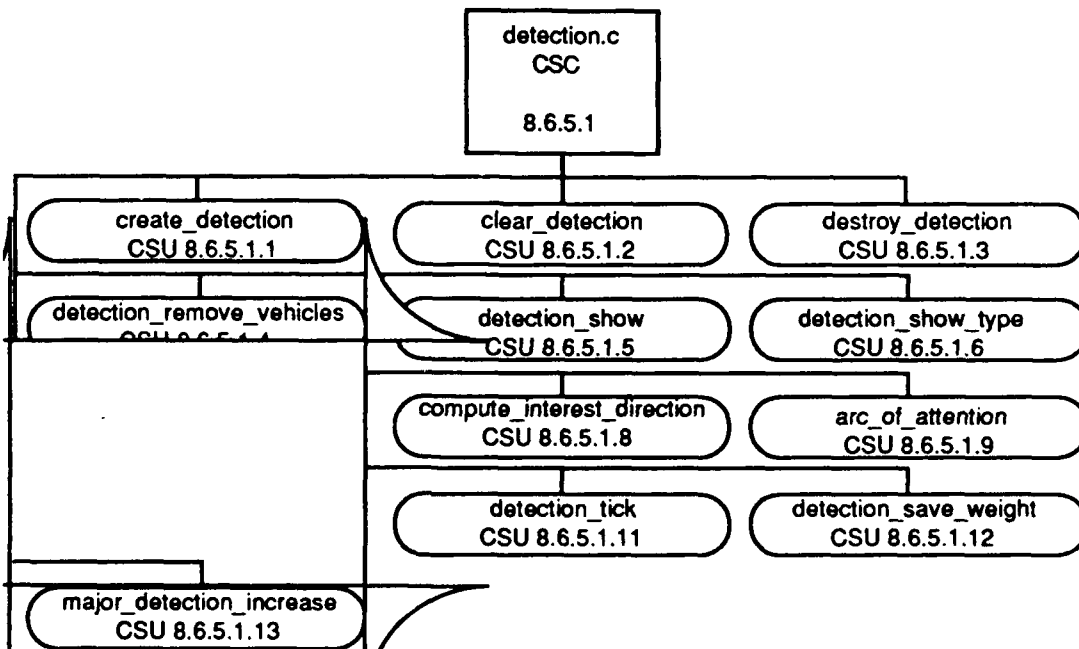 detection.c
CSC
8.6.5.1
create_detection
CSU 8.6.5.1.1
clear_detection
CSU 8.6.5.1.2
destroy_detection
CSU 8.6.5.1.3
detection_remove_vehicles
detection_show
CSU 8.6.5.1.5
detection_show_type
CSU 8.6.5.1.6
compute_interest_direction
CSU 8.6.5.1.8
arc_of_attention
CSU 8.6.5.1.9
detection_tick
CSU 8.6.5.1.11
detection_save_weight
CSU 8.6.5.1.12
major_detection_increase
CSU 8.6.5.1.13